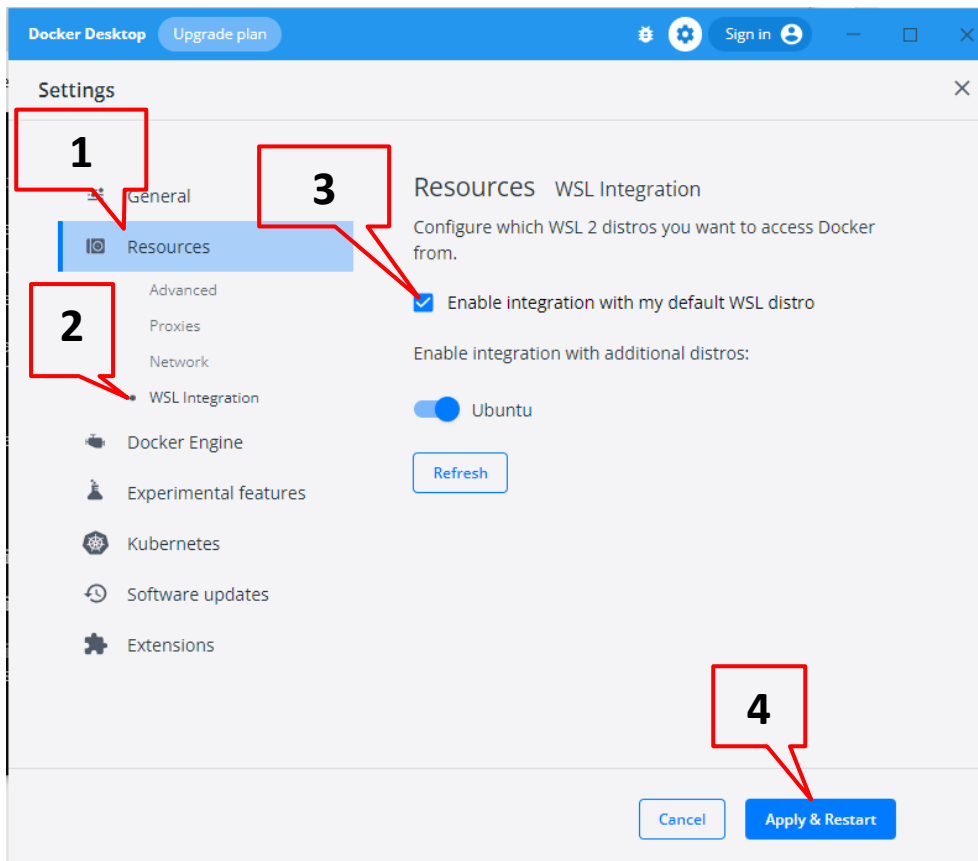 Docker Desktop Upgrade plan Sign in
Settings
1
General
Resources
Advanced
Proxies
2
Network
WSL Integration
Docker Engine
Experimental features
Kubernetes
Software updates
Extensions
3
Resources WSL Integration
Configure which WSL 2 distros you want to access Docker
from.
Enable integration with my default WSL distro
Enable integration with additional distros:
Ubuntu
Refresh
4
Cancel Apply & Restart